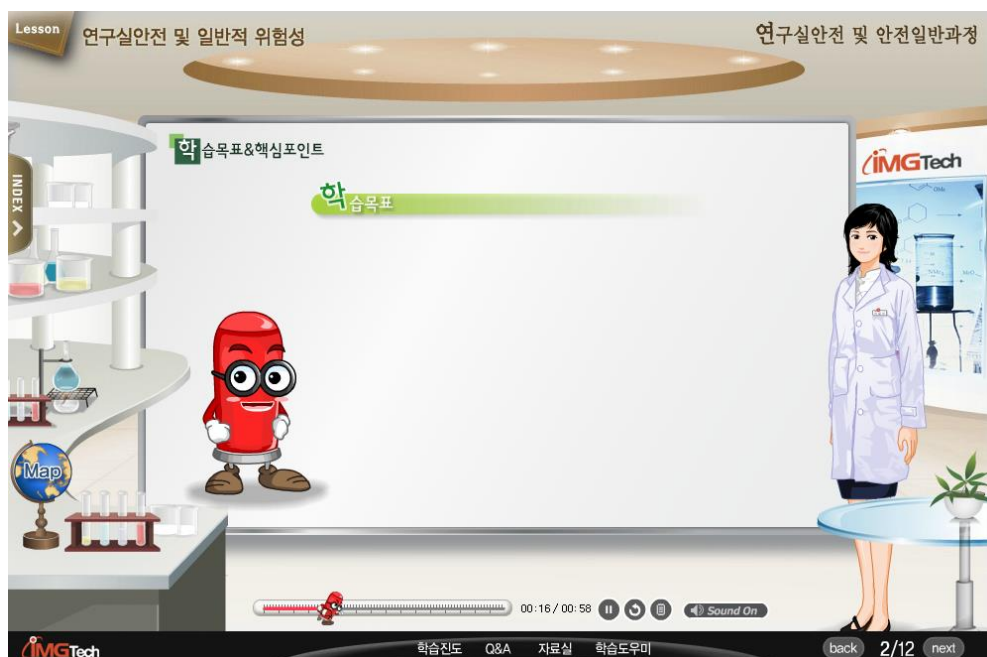 Lesson
연구실안전 및 일반적 위험성
연구실안전 및 안전일반과정
학습목표&핵심포인트
iMGTech
INDEX
학습목표
Map
00:16 / 00:58
Sound On
iMGTech
학습진도 Q&A 자료실 학습도우미
back 2/12 next